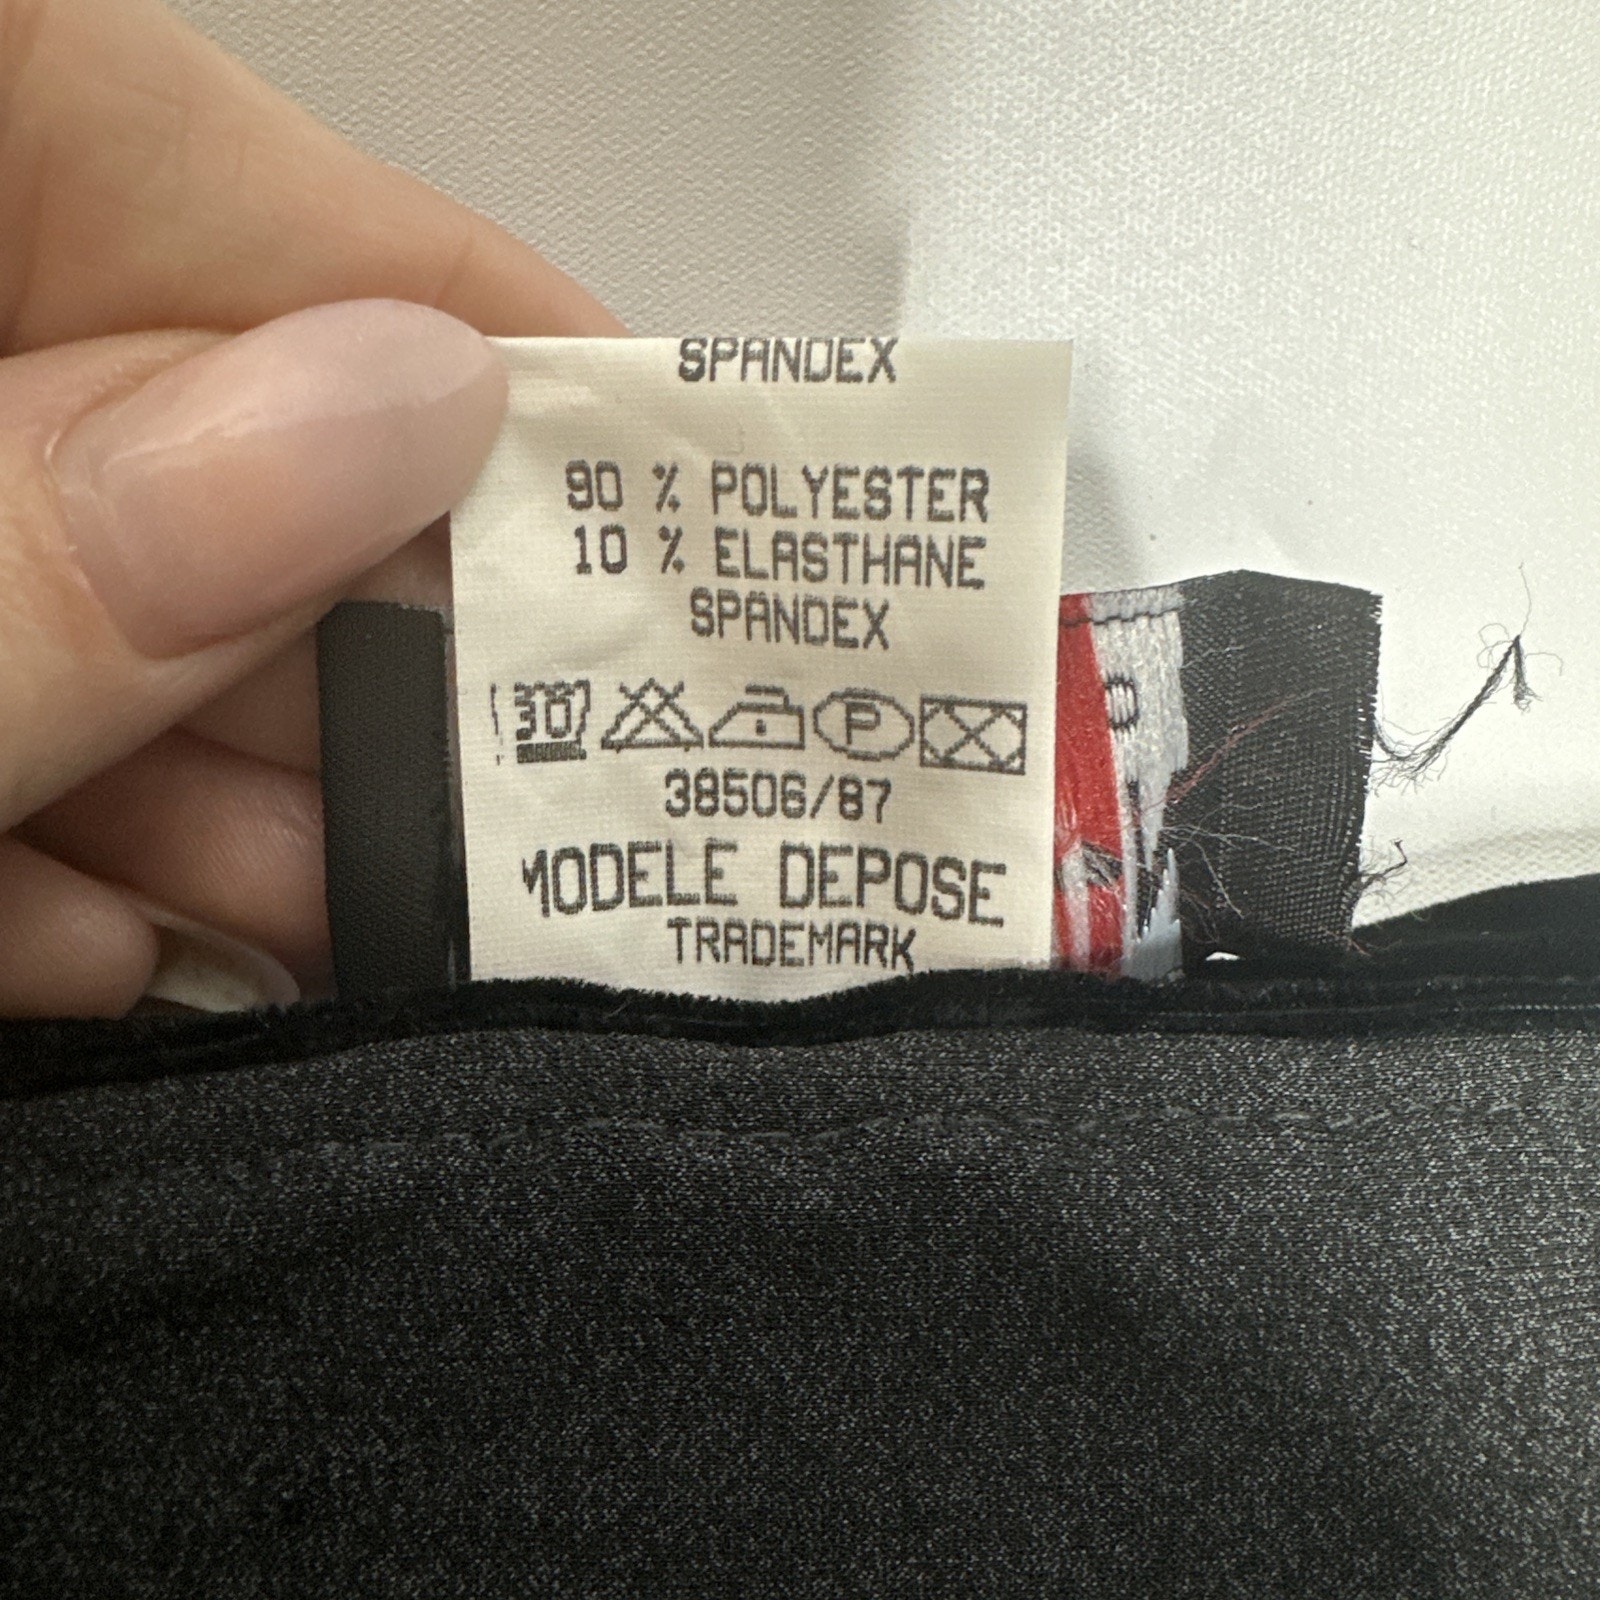 SPANDEX
90 % POLYESTER
10 % ELASTHANE
SPANDEX
30 P
38506/87
MODELE DEPOSE
TRADEMARK